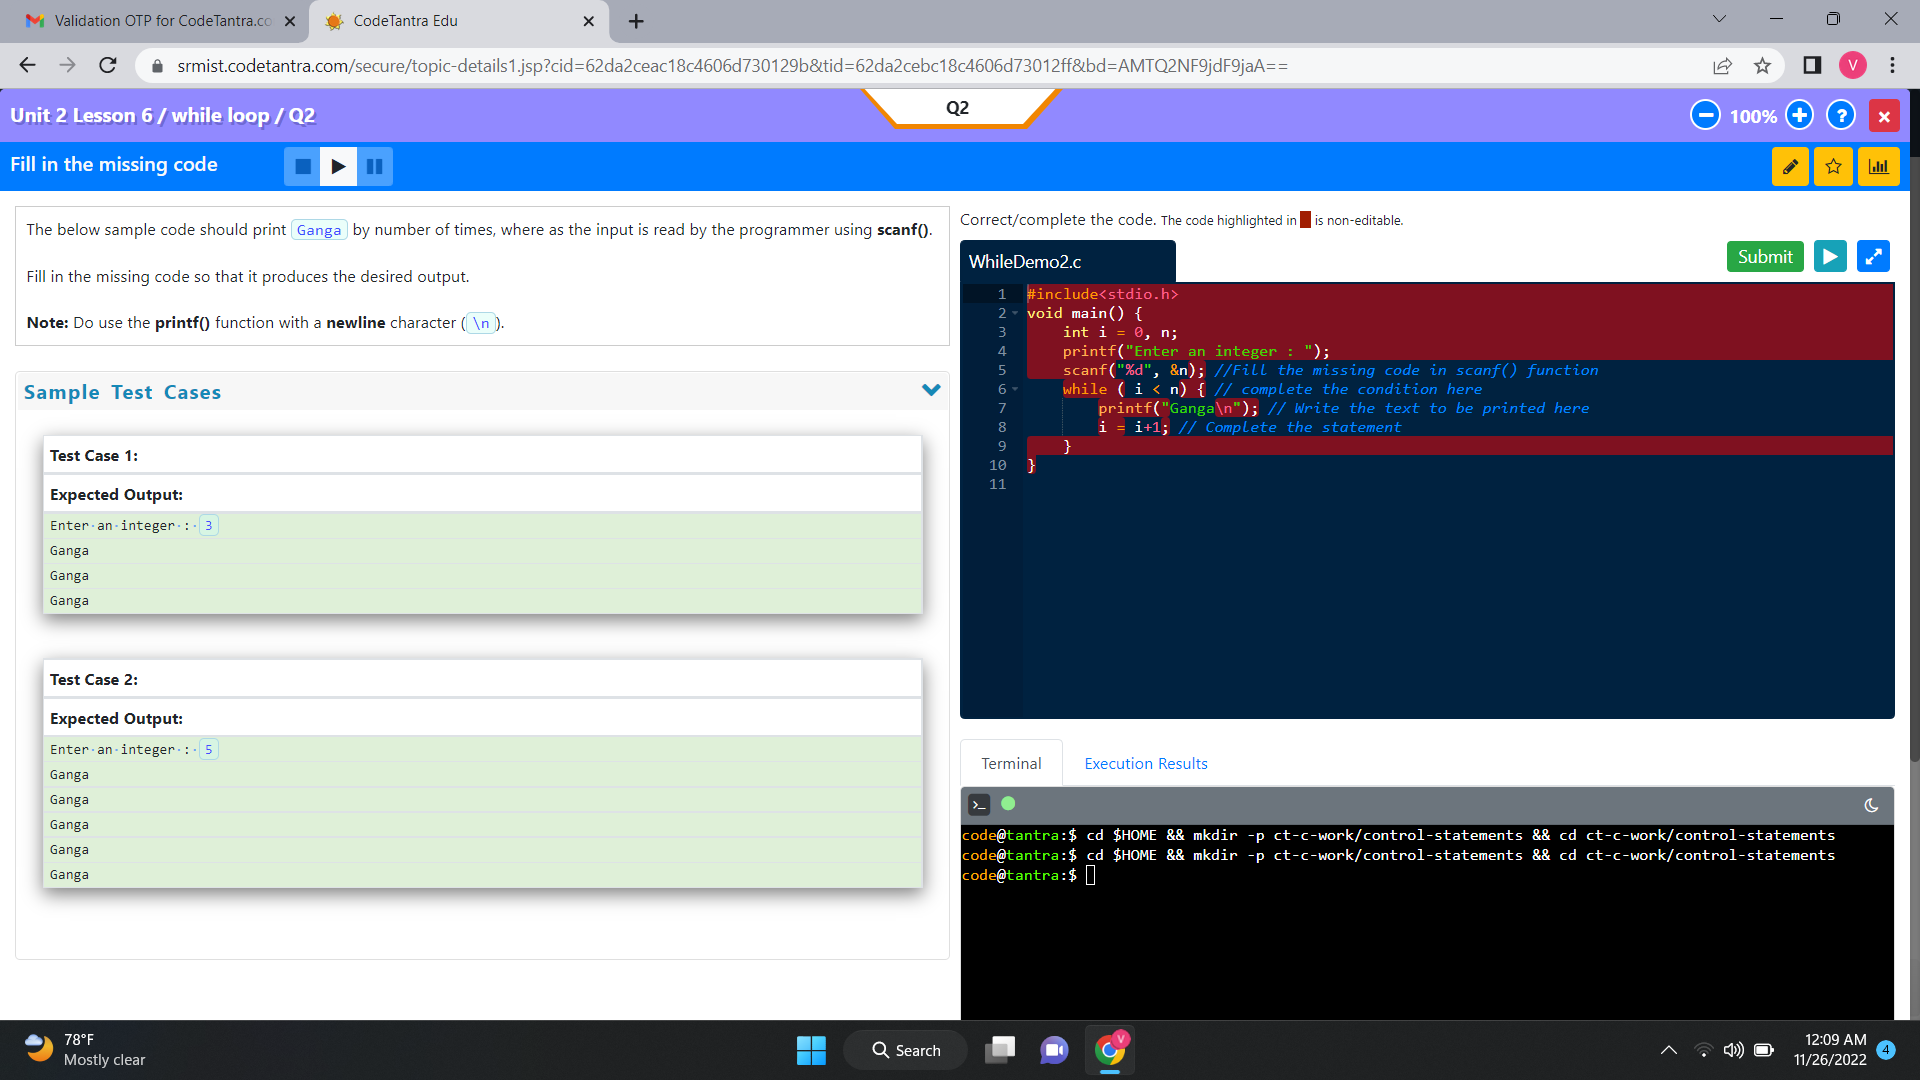 Validation OTP for CodeTantra.co
CodeTantra Edu
srmist.codetantra.com/secure/topic-details1.jsp?cid=62da2ceac18c4606d730129b&tid=62da2cebc18c4606d73012ff&bd=AMTQ2NF9jdF9jaA==
V
Unit 2 Lesson 6 / while loop / Q2
Q2
100%
?
Fill in the missing code
The below sample code should print Ganga by number of times, where as the input is read by the programmer using scanf().
Fill in the missing code so that it produces the desired output.
Note: Do use the printf() function with a newline character (\n).
Sample Test Cases
Test Case 1:
Expected Output:
Enter·an·integer·:·3
Ganga
Ganga
Ganga
Test Case 2:
Expected Output:
Enter·an·integer·:·5
Ganga
Ganga
Ganga
Ganga
Ganga
Correct/complete the code. The code highlighted in is non-editable.
WhileDemo2.c
Submit
1 #include<stdio.h>
2 void main() {
3 int i = 0, n;
4 printf("Enter an integer : ");
5 scanf("%d", &n); //Fill the missing code in scanf() function
6 while ( i < n) { // complete the condition here
7 printf("Ganga\n"); // Write the text to be printed here
8 i = i+1; // Complete the statement
9 }
10 }
11
Terminal
Execution Results
>_
code@tantra:$ cd $HOME && mkdir -p ct-c-work/control-statements && cd ct-c-work/control-statements
code@tantra:$ cd $HOME && mkdir -p ct-c-work/control-statements && cd ct-c-work/control-statements
code@tantra:$
78°F
Mostly clear
Search
V
12:09 AM
11/26/2022
4